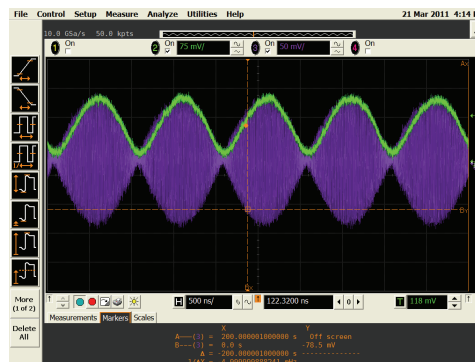 File Control Setup Measure Analyze Utilities Help 21 Mar 2011 4:14
10.0 GSa/s 50.0 kpts
1 On 2 On 75 mV/ 3 On 50 mV/ 4 On
500 ns/ 122.3200 ns 0 T 118 mV
H
More
(1 of 2)
Delete
All
Measurements Markers Scales
X Y
A (3) = 200.000001000000 s Off screen
B (3) = 0.0 s -78.5 mV
Δ = -200.000001000000 s